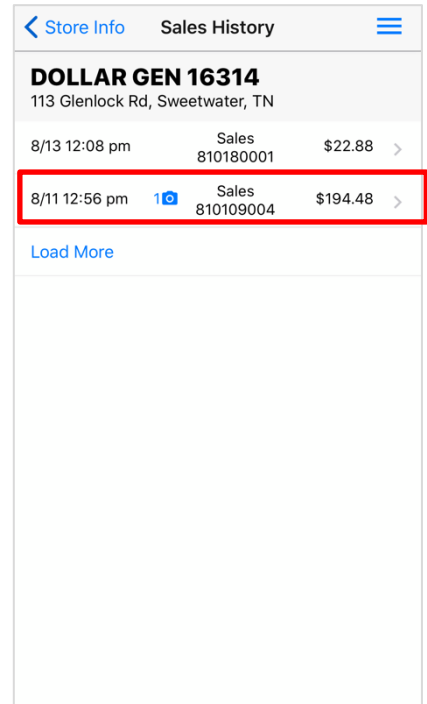 Store Info Sales History
DOLLAR GEN 16314
113 Glenlock Rd, Sweetwater, TN
8/13 12:08 pm Sales 810180001 $22.88
8/11 12:56 pm 1 Sales 810109004 $194.48
Load More